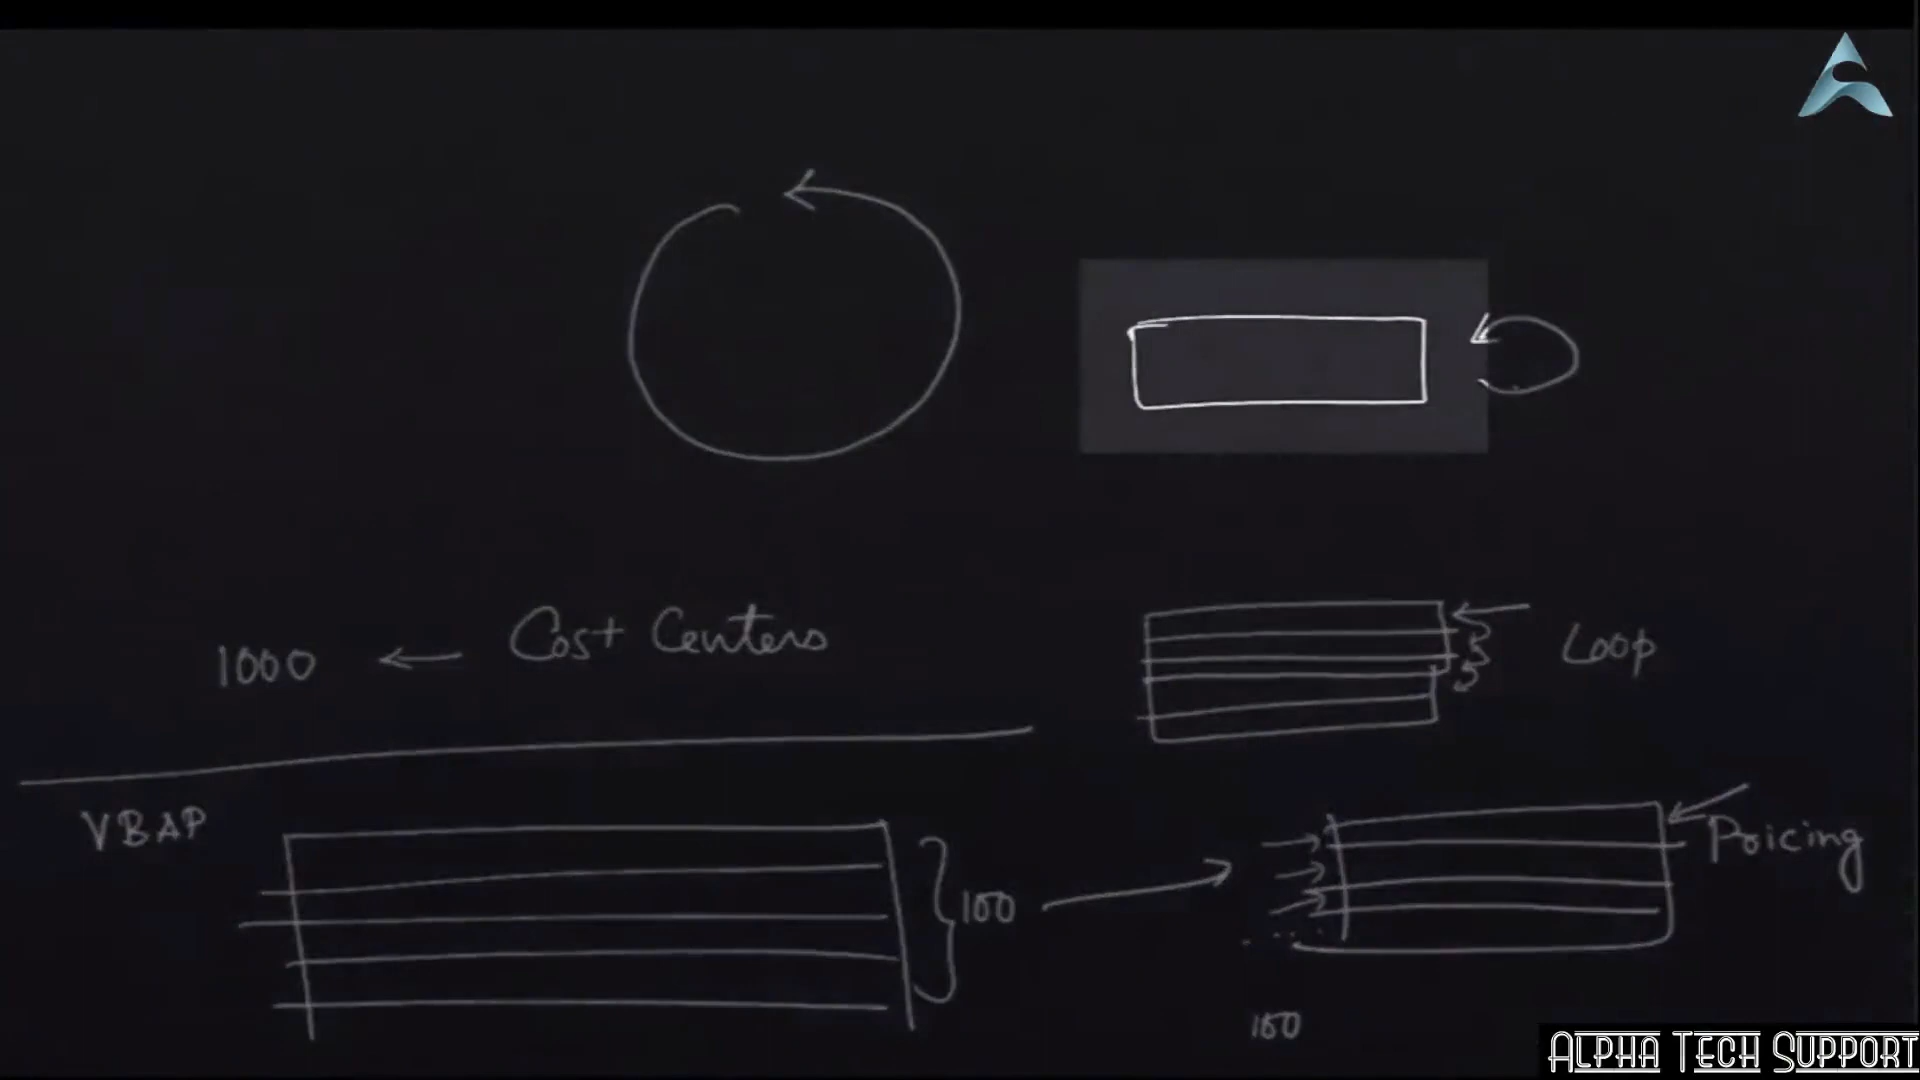 1000 ← Cost Centers
Loop
VBAP
100
Pricing
100
ALPHA TECH SUPPORT